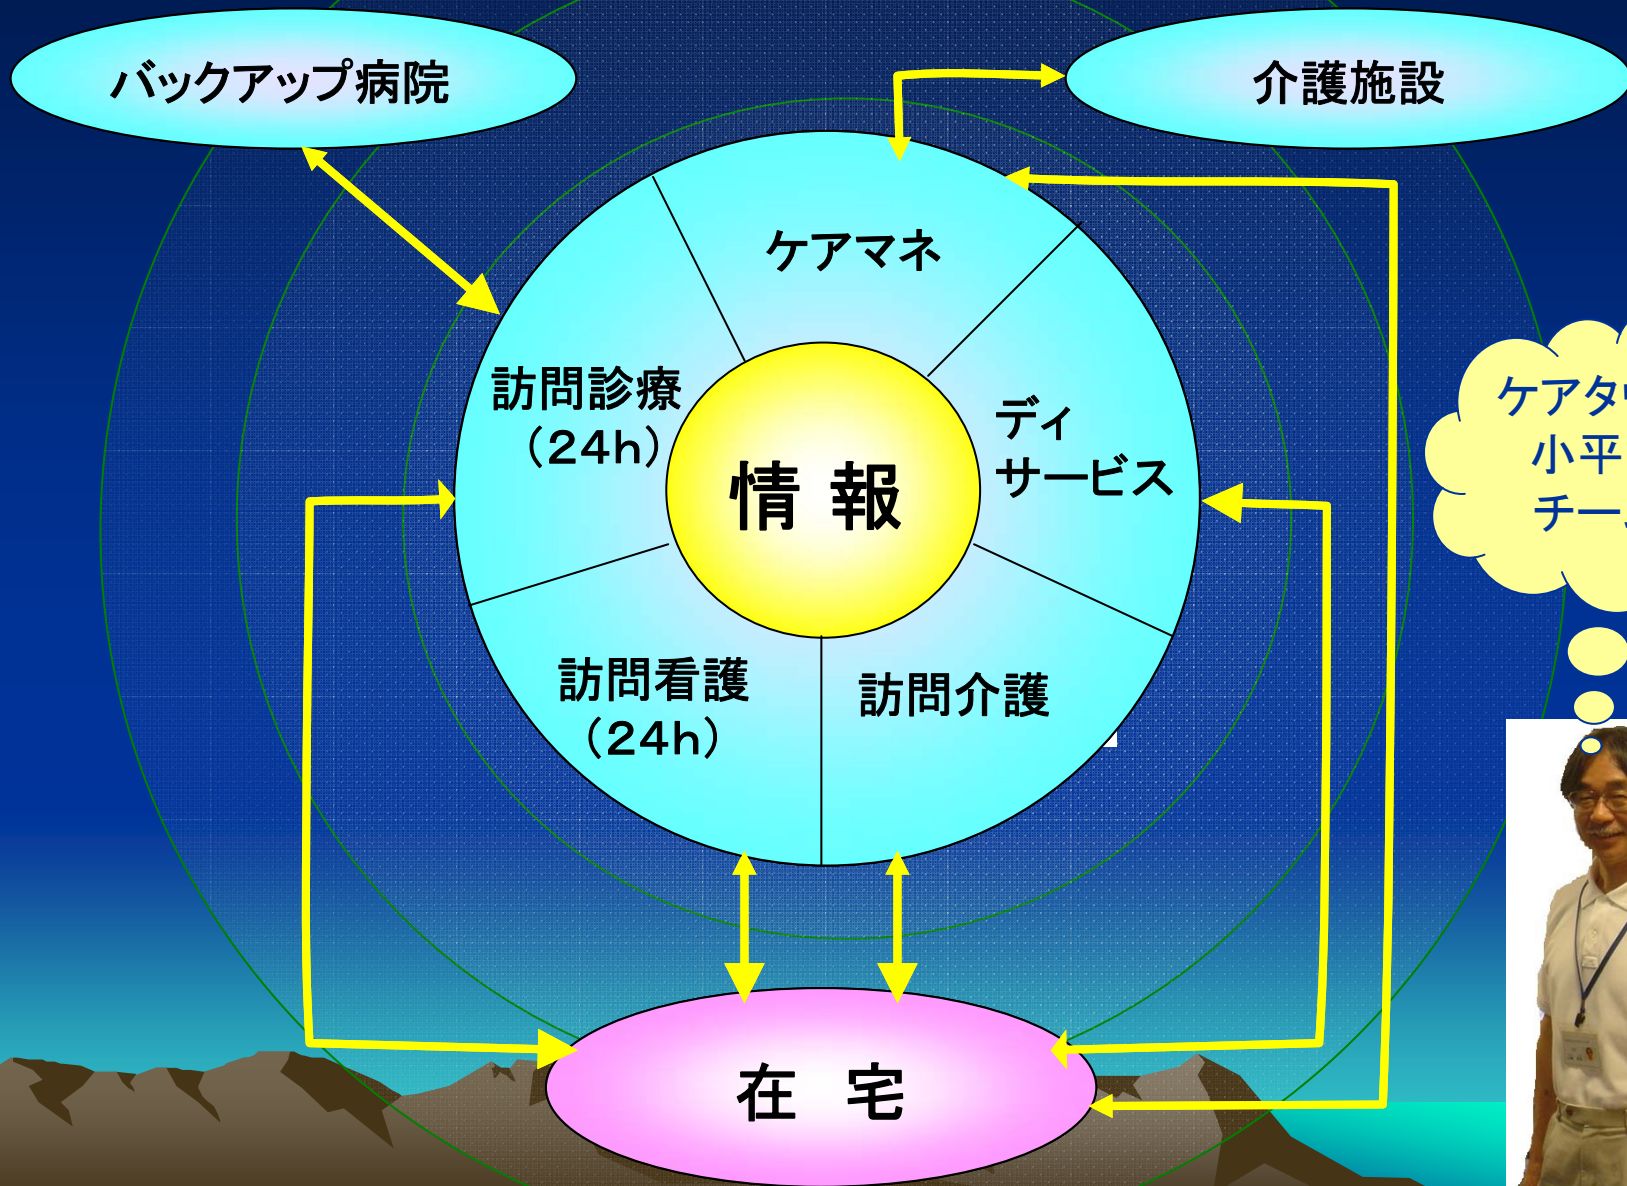 バックアップ病院
介護施設
ケアマネ
訪問診療
（24h）
ディ
サービス
情 報
訪問看護
（24h）
訪問介護
在 宅
ケアタ
小平
チー